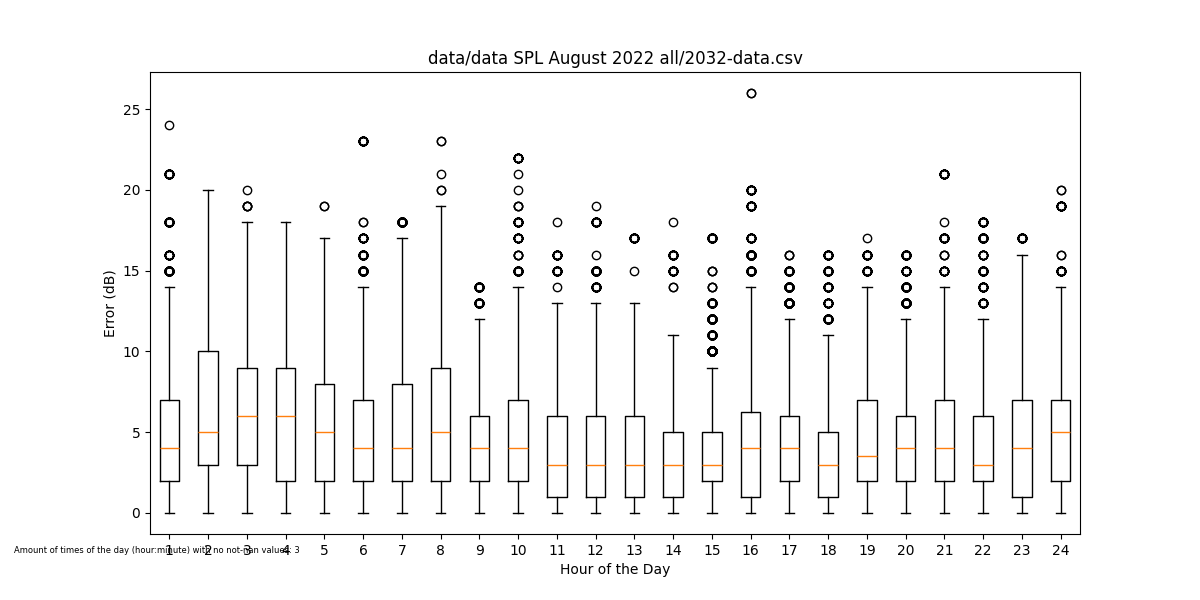 data/data SPL August 2022 all/2032-data.csv
25
20
15
10
5
0
Error (dB)
1 2 3 4 5 6 7 8 9 10 11 12 13 14 15 16 17 18 19 20 21 22 23 24
Amount of times of the day (hour:minute) with no not-nan values: 3
Hour of the Day